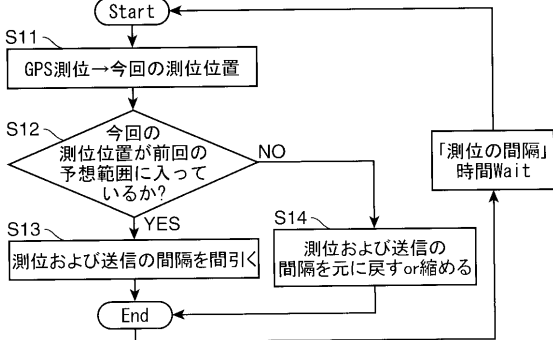 Start
S11
GPS測位→今回の測位位置
S12
今回の
測位位置が前回の
予想範囲に入って
いるか?
NO
YES
「測位の間隔」
時間Wait
S13
測位および送信の間隔を間引く
S14
測位および送信の
間隔を元に戻すor縮める
End